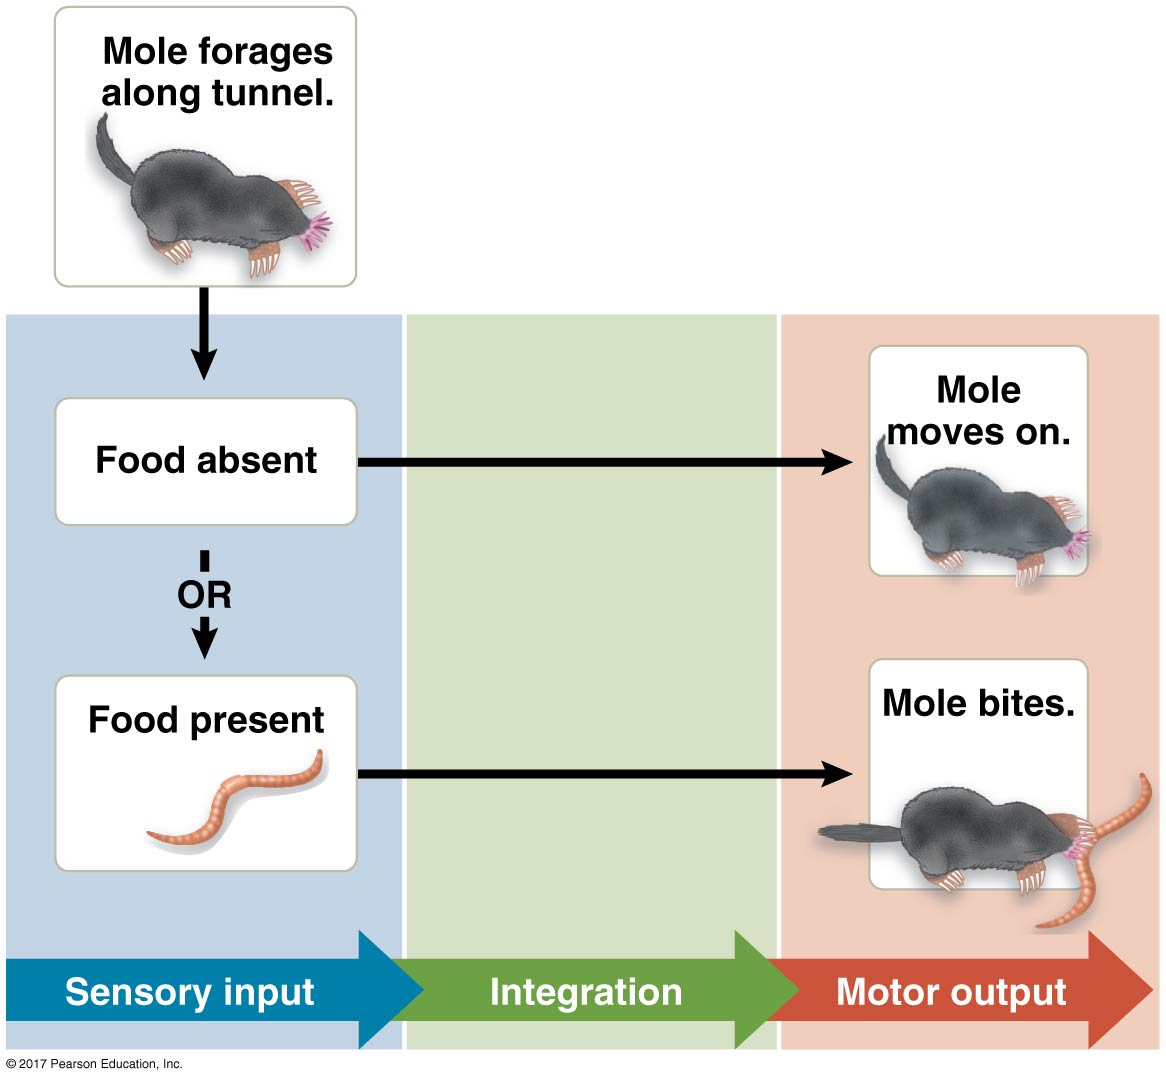 Mole forages
along tunnel.
Food absent
Mole
moves on.
OR
Food present
Mole bites.
Sensory input
Integration
Motor output
© 2017 Pearson Education, Inc.